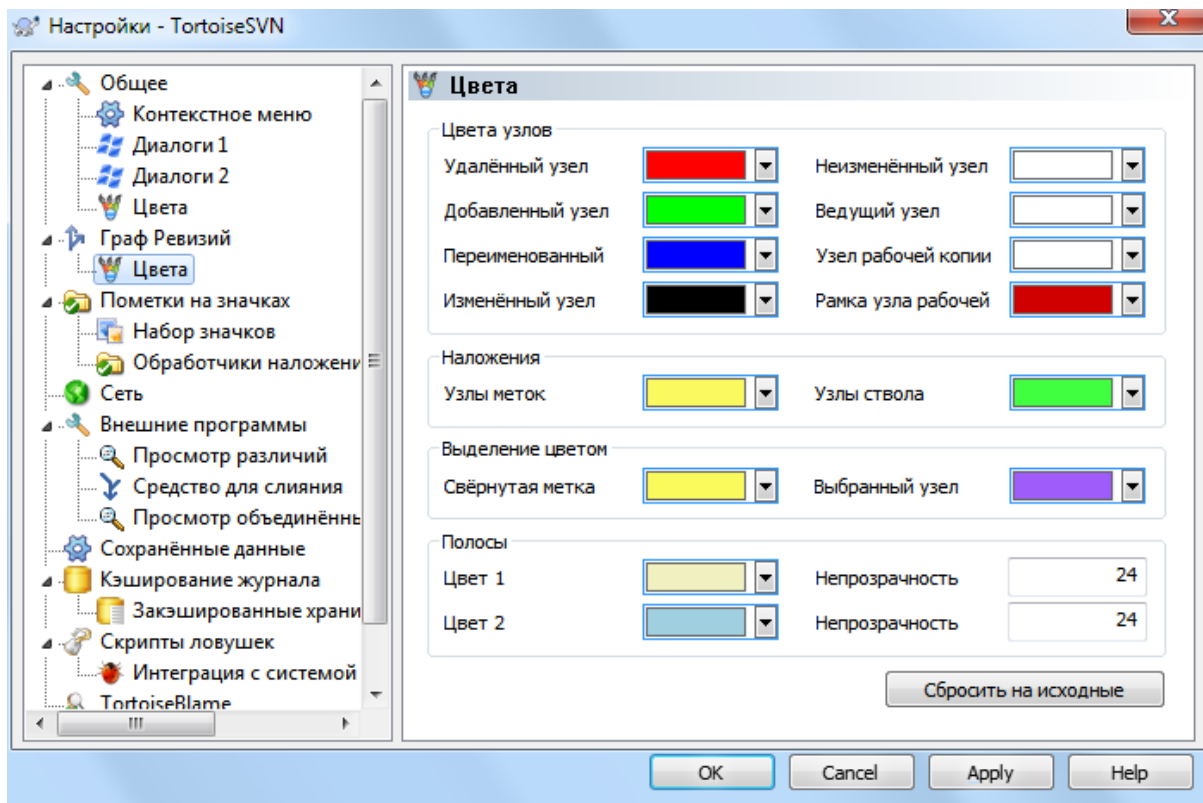 Настройки - TortoiseSVN
Общее
Контекстное меню
Диалоги 1
Диалоги 2
Цвета
Граф Ревизий
Цвета
Пометки на значках
Набор значков
Обработчики наложени
Сеть
Внешние программы
Просмотр различий
Средство для слияния
Просмотр объединённь
Сохранённые данные
Кэширование журнала
Закэшированные храни
Скрипты ловушек
Интеграция с системой
TortoiseBlame
Цвета
Цвета узлов
Удалённый узел
Неизменённый узел
Добавленный узел
Ведущий узел
Переименованный
Узел рабочей копии
Изменённый узел
Рамка узла рабочей
Наложения
Узлы меток
Узлы ствола
Выделение цветом
Свёрнутая метка
Выбранный узел
Полосы
Цвет 1
Непрозрачность
24
Цвет 2
Непрозрачность
24
Сбросить на исходные
OK
Cancel
Apply
Help